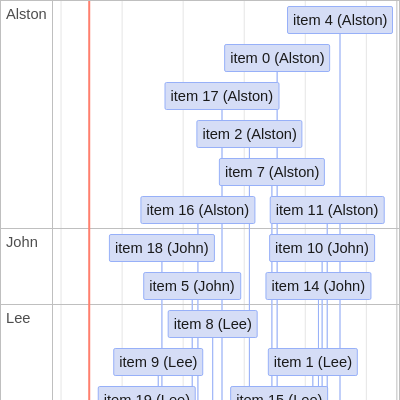 Alston
item 4 (Alston)
item 0 (Alston)
item 17 (Alston)
item 2 (Alston)
item 7 (Alston)
item 16 (Alston)
item 11 (Alston)
John
item 18 (John)
item 10 (John)
item 5 (John)
item 14 (John)
Lee
item 8 (Lee)
item 9 (Lee)
item 1 (Lee)
item 19 (Lee)
item 15 (Lee)